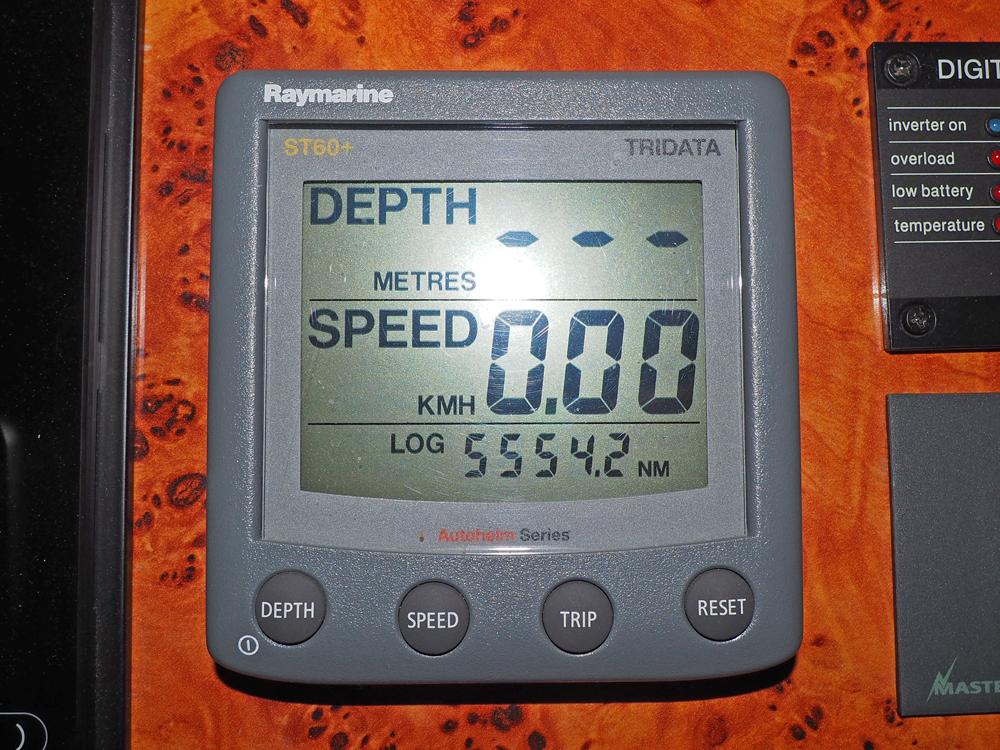 Raymarine
ST60+ TRIDATA
DEPTH - - -
METRES
SPEED 0.00
KMH
LOG 5554.2 NM
Autohelm Series
DEPTH SPEED TRIP RESET
inverter on
overload
low battery
temperature